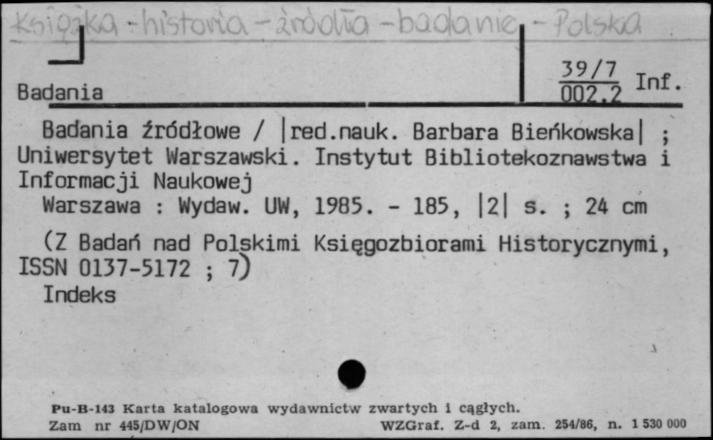 Książka - historia - źródła - badanie - Polska
39/7
002.2 Inf.
Badania
Badania źródłowe / |red.nauk. Barbara Bieńkowska| ;
Uniwersytet Warszawski. Instytut Bibliotekoznawstwa i
Informacji Naukowej
Warszawa : Wydaw. UW, 1985. - 185, |2| s. ; 24 cm
(Z Badań nad Polskimi Księgozbiorami Historycznymi,
ISSN 0137-5172 ; 7)
Indeks
Pu-B-143 Karta katalogowa wydawnictw zwartych i ciągłych.
Zam nr 445/DW/ON WZGraf. Z-d 2, zam. 254/86, n. 1 530 000